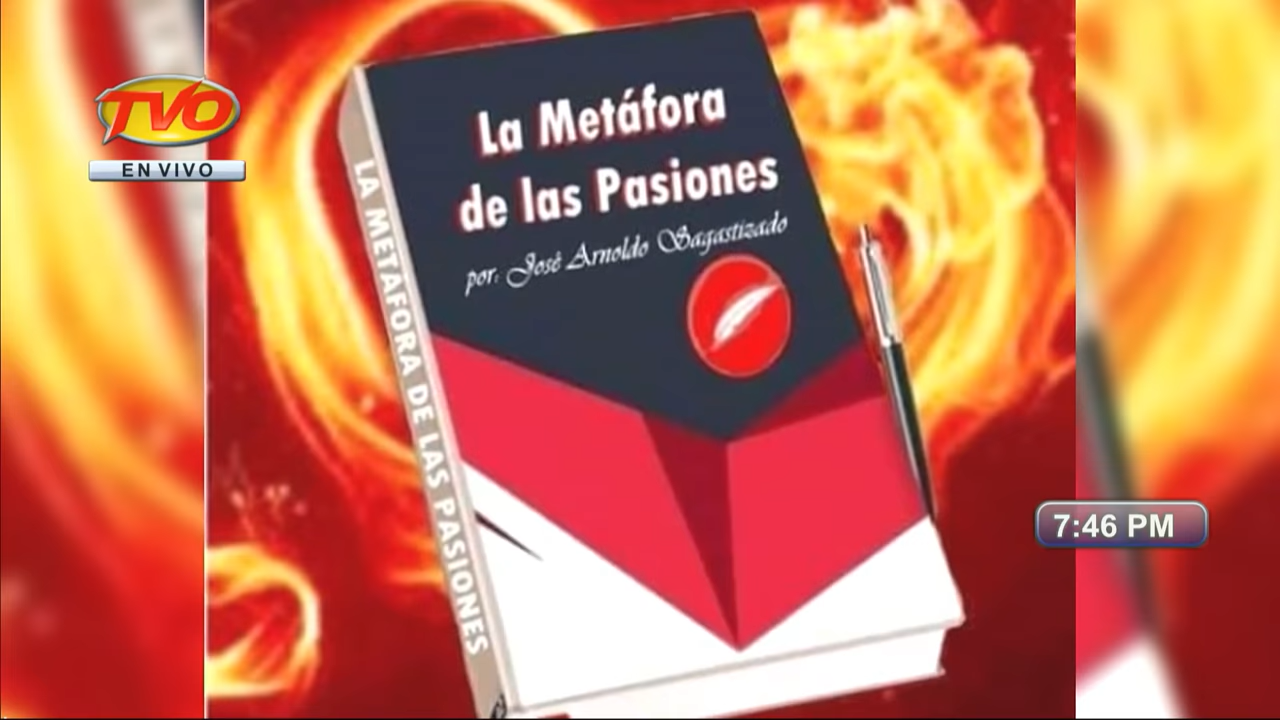 TVO
EN VIVO
La Metáfora
de las Pasiones
por: José Arnoldo Sagastizado
LA METAFORA DE LAS PASIONES
7:46 PM